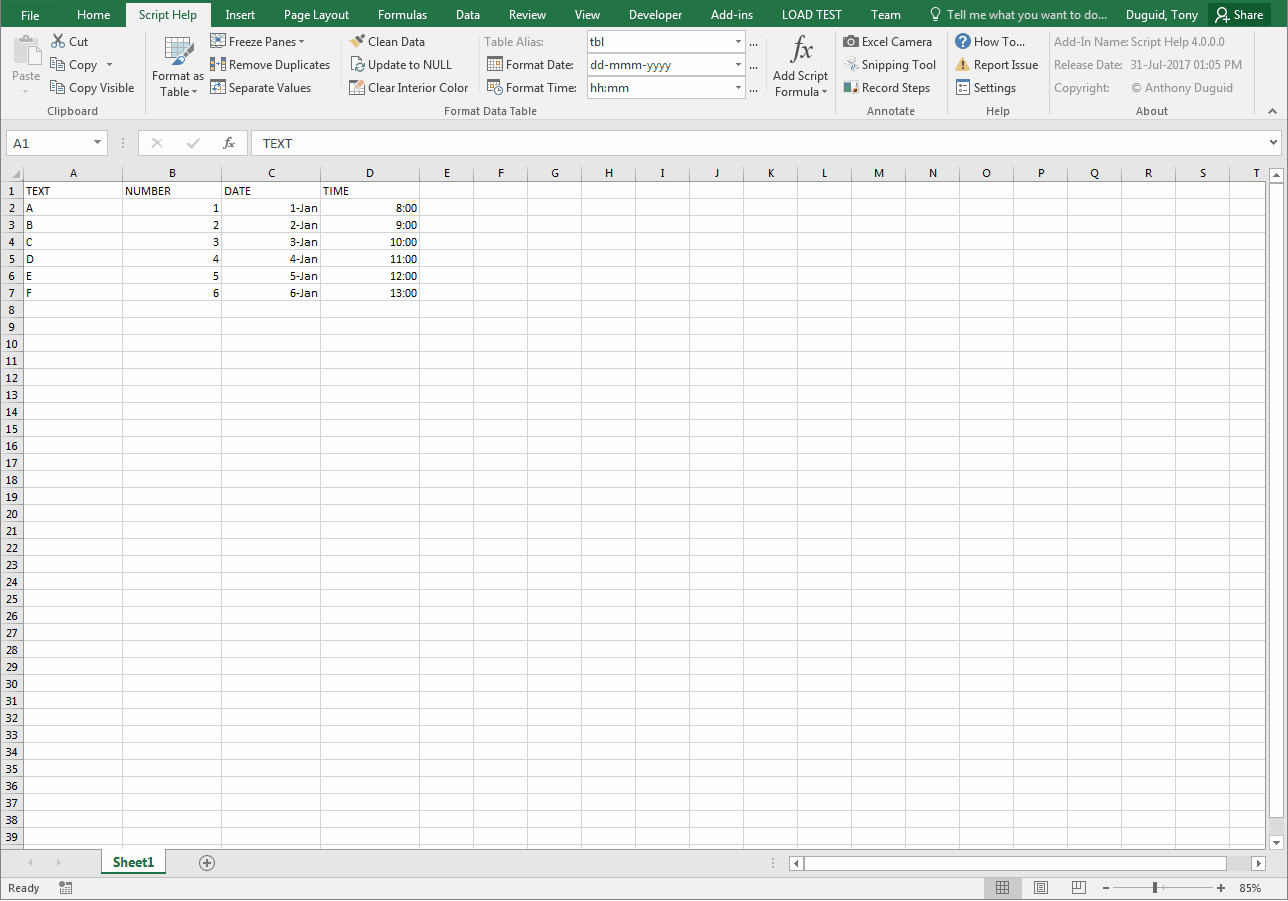 File Home Script Help Insert Page Layout Formulas Data Review View Developer Add-ins LOAD TEST Team Tell me what you want to do... Duguid, Tony Share
Paste
Cut
Copy
Copy Visible
Clipboard
Format as
Table
Freeze Panes
Remove Duplicates
Separate Values
Clean Data
Update to NULL
Clear Interior Color
Table Alias: tbl ...
Format Date: dd-mmm-yyyy ...
Format Time: hh:mm ...
Format Data Table
fx
Add Script
Formula
Excel Camera
Snipping Tool
Record Steps
Annotate
How To...
Report Issue
Settings
Help
Add-In Name: Script Help 4.0.0.0
Release Date: 31-Jul-2017 01:05 PM
Copyright: © Anthony Duguid
About
A1 fx TEXT
A B C D E F G H I J K L M N O P Q R S T
1 TEXT NUMBER DATE TIME
2 A 1 1-Jan 8:00
3 B 2 2-Jan 9:00
4 C 3 3-Jan 10:00
5 D 4 4-Jan 11:00
6 E 5 5-Jan 12:00
7 F 6 6-Jan 13:00
8
9
10
11
12
13
14
15
16
17
18
19
20
21
22
23
24
25
26
27
28
29
30
31
32
33
34
35
36
37
38
39
Sheet1
Ready 85%